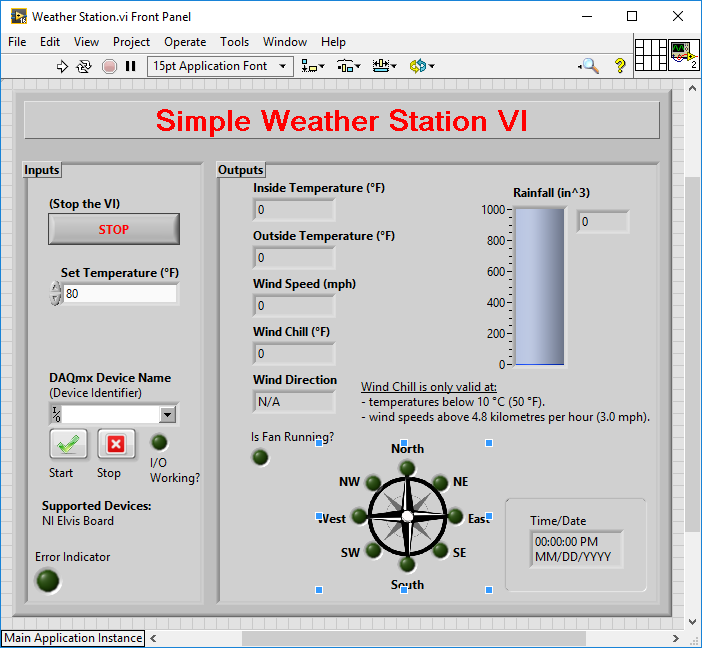 Weather Station.vi Front Panel
File Edit View Project Operate Tools Window Help
15pt Application Font
2
Simple Weather Station VI
Inputs
(Stop the VI)
STOP
Set Temperature (°F)
80
DAQmx Device Name
(Device Identifier)
I/O
Start
Stop
I/O
Working?
Supported Devices:
NI Elvis Board
Error Indicator
Outputs
Inside Temperature (°F)
0
Outside Temperature (°F)
0
Wind Speed (mph)
0
Wind Chill (°F)
0
Wind Direction
N/A
Rainfall (in^3)
0
1000
800
600
400
200
0
Wind Chill is only valid at:
- temperatures below 10 °C (50 °F).
- wind speeds above 4.8 kilometres per hour (3.0 mph).
Is Fan Running?
North
NW
NE
West
East
SW
SE
South
Time/Date
00:00:00 PM
MM/DD/YYYY
Main Application Instance